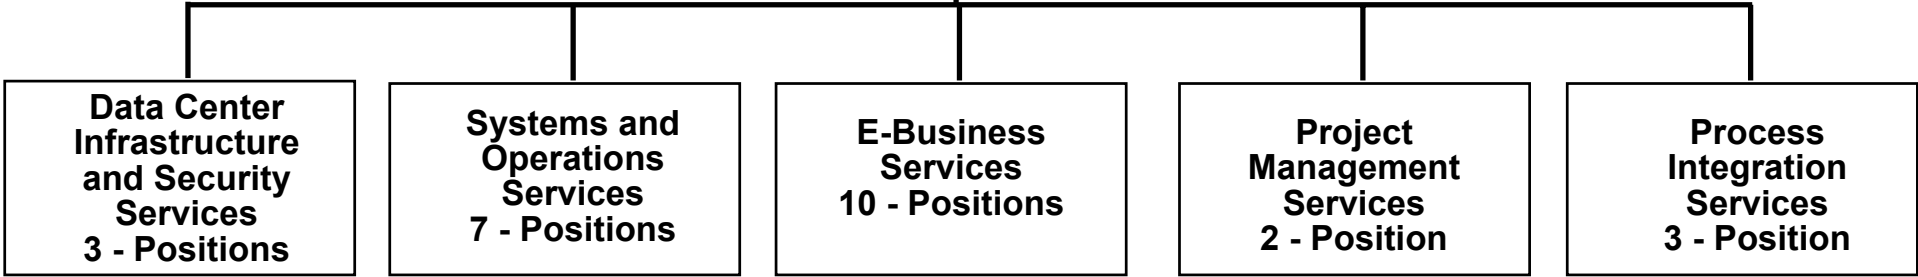 Data Center
Infrastructure
and Security
Services
3 - Positions
Systems and
Operations
Services
7 - Positions
E-Business
Services
10 - Positions
Project
Management
Services
2 - Position
Process
Integration
Services
3 - Position